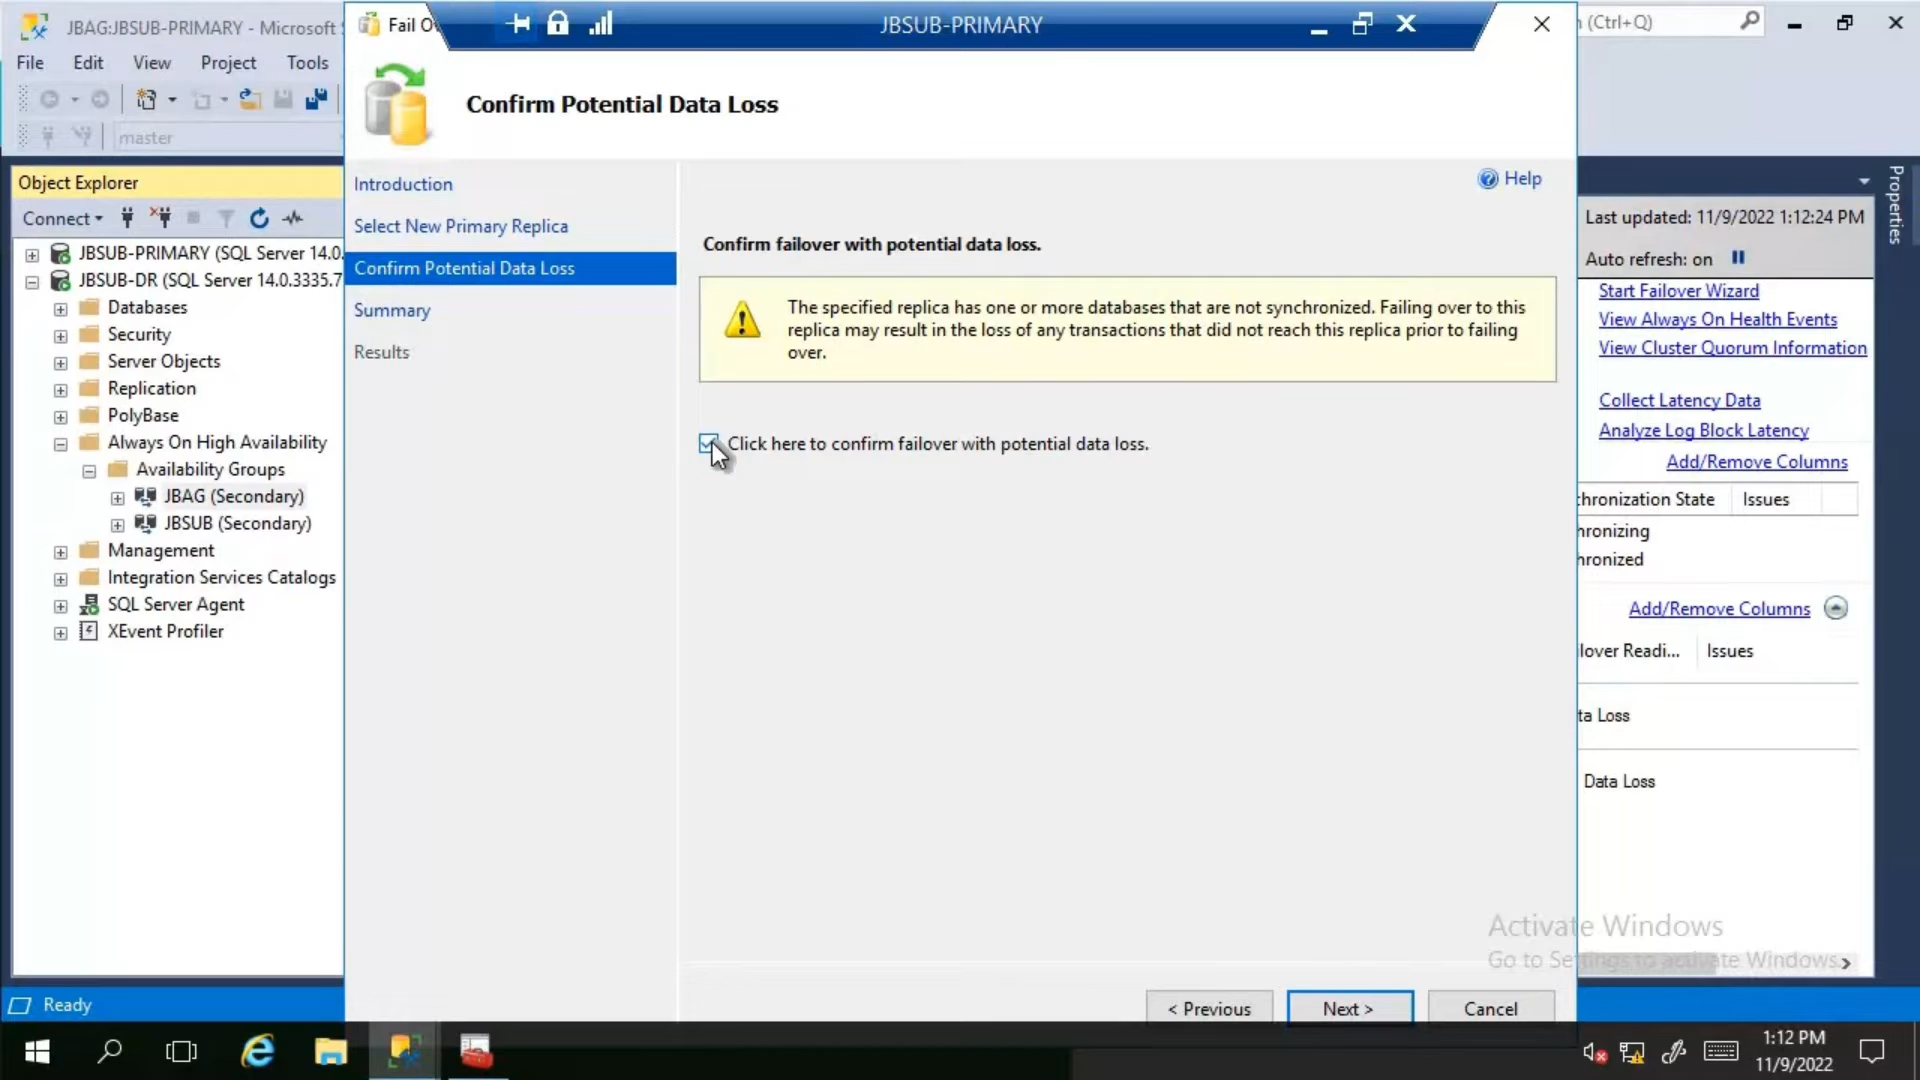 JBAG:JBSUB-PRIMARY - Microsoft
Fail
JBSUB-PRIMARY
(Ctrl+Q)
File Edit View Project Tools
master
Confirm Potential Data Loss
Object Explorer
Connect
JBSUB-PRIMARY (SQL Server 14.0.
JBSUB-DR (SQL Server 14.0.3335.7
Databases
Security
Server Objects
Replication
PolyBase
Always On High Availability
Availability Groups
JBAG (Secondary)
JBSUB (Secondary)
Management
Integration Services Catalogs
SQL Server Agent
XEvent Profiler
Introduction
Select New Primary Replica
Confirm Potential Data Loss
Summary
Results
Help
Confirm failover with potential data loss.
The specified replica has one or more databases that are not synchronized. Failing over to this
replica may result in the loss of any transactions that did not reach this replica prior to failing
over.
Click here to confirm failover with potential data loss.
< Previous
Next >
Cancel
Properties
Last updated: 11/9/2022 1:12:24 PM
Auto refresh: on
Start Failover Wizard
View Always On Health Events
View Cluster Quorum Information
Collect Latency Data
Analyze Log Block Latency
Add/Remove Columns
hronization State Issues
hronizing
hronized
Add/Remove Columns
ilover Readi... Issues
ta Loss
Data Loss
Activate Windows
Go to Settings to activate Windows.
Ready
1:12 PM
11/9/2022